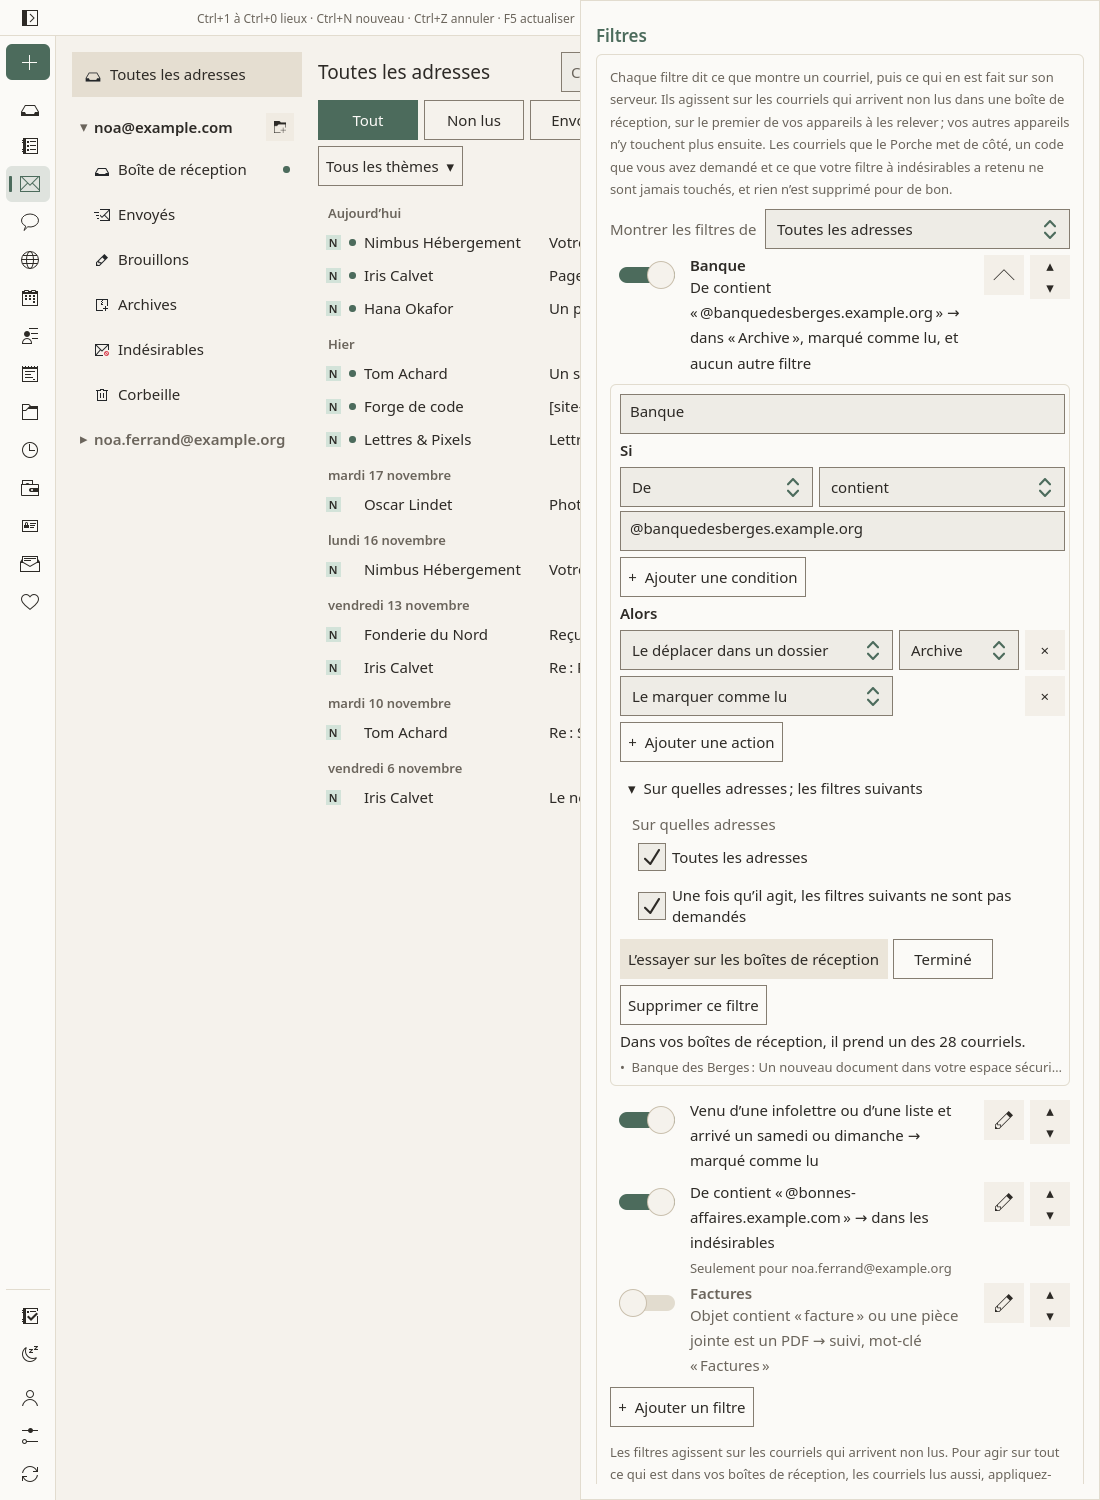 Ctrl+1 à Ctrl+0 lieux · Ctrl+N nouveau · Ctrl+Z annuler · F5 actualiser
Toutes les adresses
noa@example.com
Boîte de réception
Envoyés
Brouillons
Archives
Indésirables
Corbeille
noa.ferrand@example.org
Toutes les adresses
Tout
Non lus
Tous les thèmes ▾
Aujourd’hui
N Nimbus Hébergement
N Iris Calvet Page
N Hana Okafor Un p
Hier
N Tom Achard Un s
N Forge de code [site-
N Lettres & Pixels Lettr
mardi 17 novembre
N Oscar Lindet Phot
lundi 16 novembre
N Nimbus Hébergement
vendredi 13 novembre
N Fonderie du Nord Reçu
N Iris Calvet Re :
mardi 10 novembre
N Tom Achard Re :
vendredi 6 novembre
N Iris Calvet Le
Filtres
Chaque filtre dit ce que montre un courriel, puis ce qui en est fait sur son
serveur. Ils agissent sur les courriels qui arrivent non lus dans une boîte de
réception, sur le premier de vos appareils à les relever ; vos autres appareils
n’y touchent plus ensuite. Les courriels que le Porche met de côté, un code
que vous avez demandé et ce que votre filtre à indésirables a retenu ne
sont jamais touchés, et rien n’est supprimé pour de bon.
Montrer les filtres de Toutes les adresses
Banque
De contient
« @banquedesberges.example.org » →
dans « Archive », marqué comme lu, et
aucun autre filtre
Banque
Si
De contient
@banquedesberges.example.org
+ Ajouter une condition
Alors
Le déplacer dans un dossier Archive ×
Le marquer comme lu ×
+ Ajouter une action
▾ Sur quelles adresses ; les filtres suivants
Sur quelles adresses
Toutes les adresses
Une fois qu’il agit, les filtres suivants ne sont pas
demandés
L’essayer sur les boîtes de réception Terminé
Supprimer ce filtre
Dans vos boîtes de réception, il prend un des 28 courriels.
• Banque des Berges : Un nouveau document dans votre espace sécuri…
Venu d’une infolettre ou d’une liste et
arrivé un samedi ou dimanche →
marqué comme lu
De contient « @bonnes-
affaires.example.com » → dans les
indésirables
Seulement pour noa.ferrand@example.org
Factures
Objet contient « facture » ou une pièce
jointe est un PDF → suivi, mot-clé
« Factures »
+ Ajouter un filtre
Les filtres agissent sur les courriels qui arrivent non lus. Pour agir sur tout
ce qui est dans vos boîtes de réception, les courriels lus aussi, appliquez-